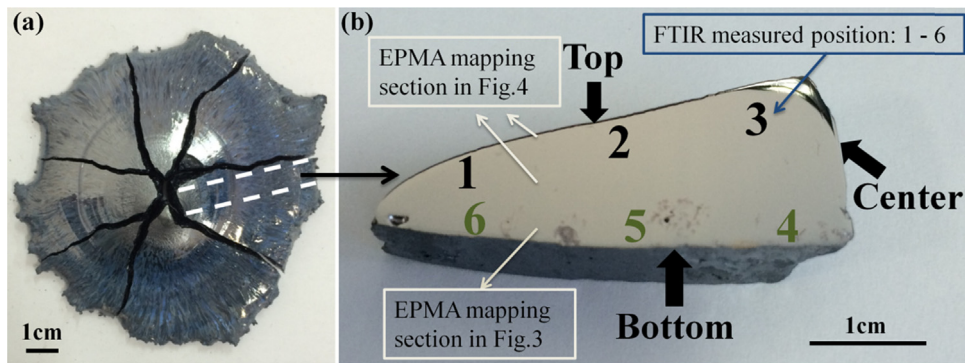 (a)
1cm
(b)
EPMA mapping
section in Fig.4
Top
FTIR measured position: 1 - 6
1
2
3
Center
6
5
4
EPMA mapping
section in Fig.3
Bottom
1cm